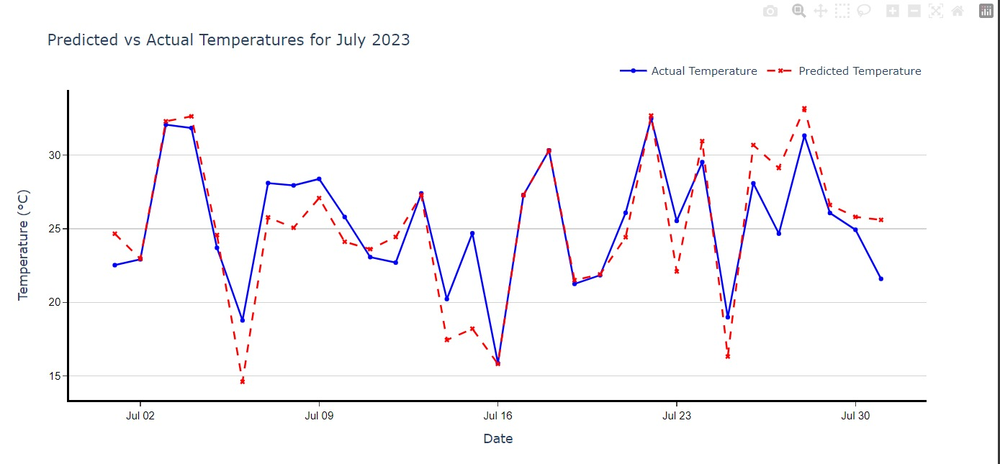 Predicted vs Actual Temperatures for July 2023
Actual Temperature Predicted Temperature
Temperature (°C)
30
25
20
15
Jul 02 Jul 09 Jul 16 Jul 23 Jul 30
Date